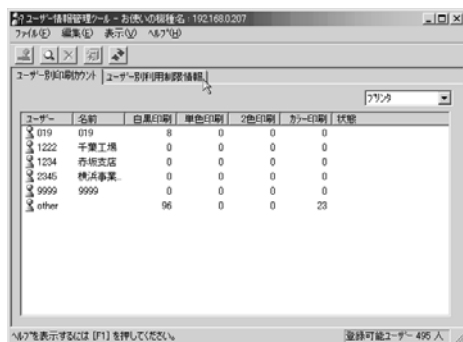 ユーザー情報管理ツール - お使いの機種名 : 192.168.0.207
ファイル(F) 編集(E) 表示(V) ヘルプ(H)
ユーザー別印刷カウント ユーザー別利用制限情報
プリンタ
ユーザー 名前 白黒印刷 単色印刷 2色印刷 カラー印刷 状態
019 019 8 0 0 0
1222 千葉工場 0 0 0 0
1234 赤坂支店 0 0 0 0
2345 横浜事業... 0 0 0 0
9999 9999 0 0 0 0
other 96 0 0 23
ヘルプを表示するには [F1] を押してください。 登録可能ユーザー 495 人